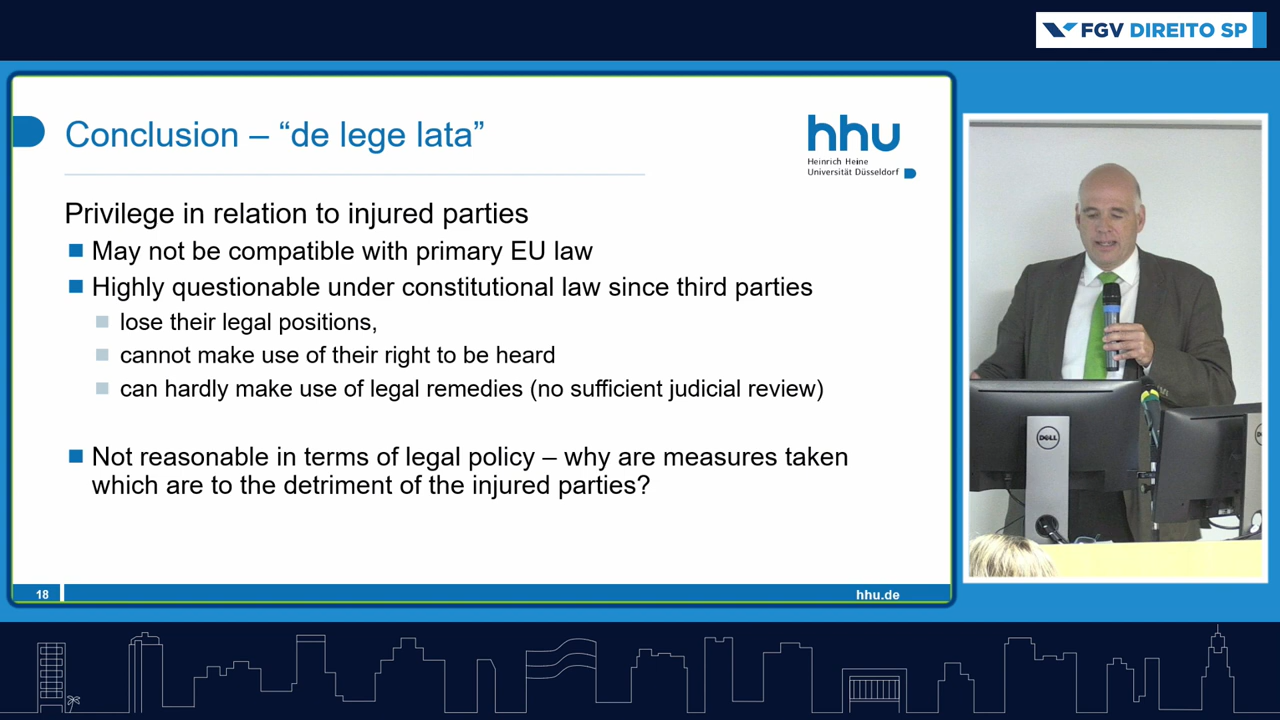 FGV DIREITO SP
Conclusion – “de lege lata”
hhu
Heinrich Heine
Universität Düsseldorf
Privilege in relation to injured parties
May not be compatible with primary EU law
Highly questionable under constitutional law since third parties
lose their legal positions,
cannot make use of their right to be heard
can hardly make use of legal remedies (no sufficient judicial review)
Not reasonable in terms of legal policy – why are measures taken
which are to the detriment of the injured parties?
18
hhu.de
DELL